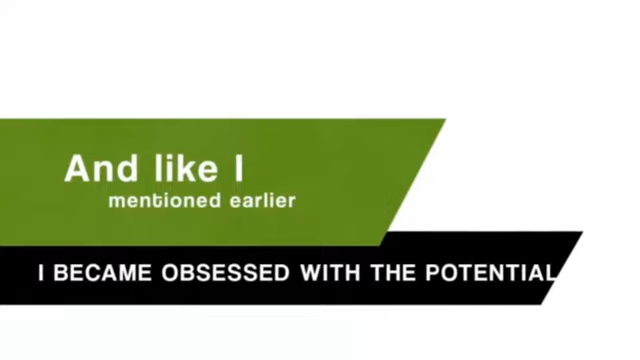 And like I
mentioned earlier
I BECAME OBSESSED WITH THE POTENTIAL